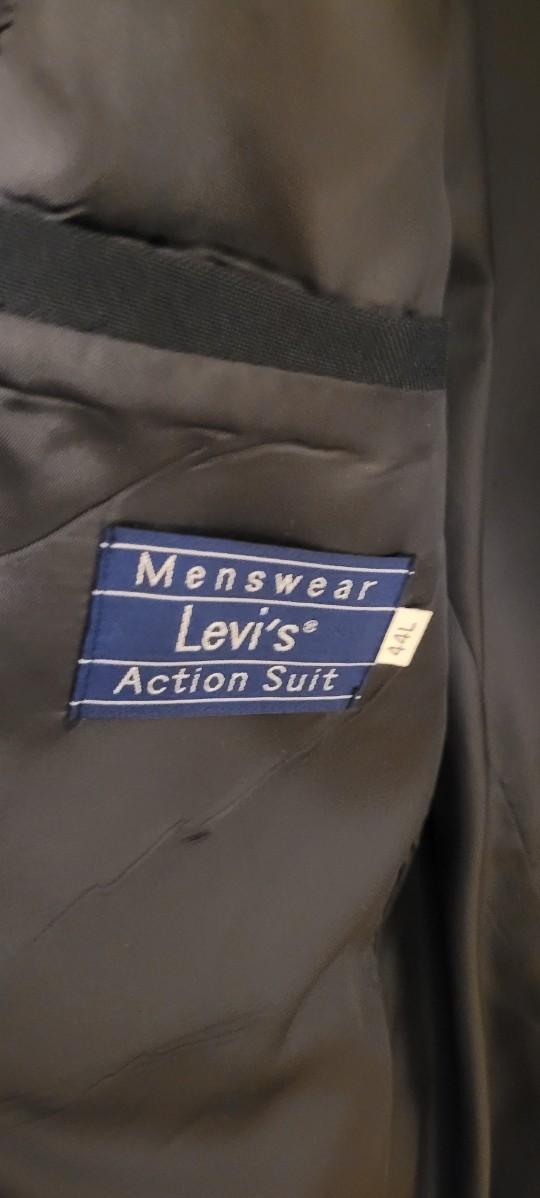 Menswear
Levi's®
Action Suit
44L